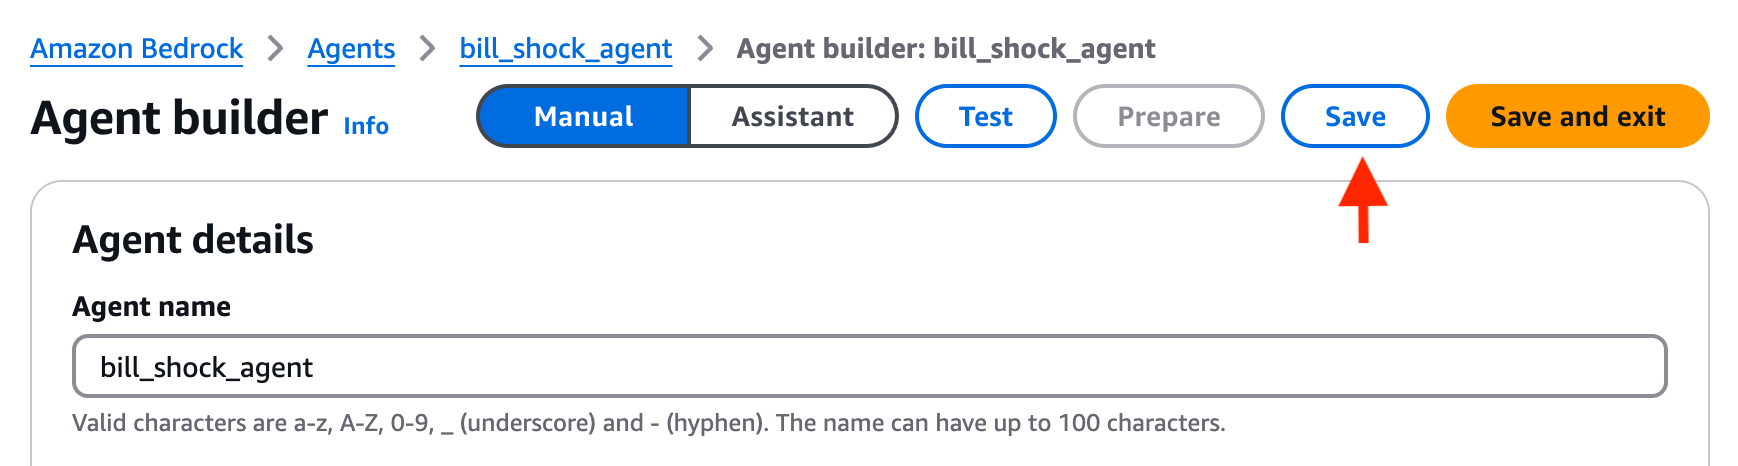 Amazon Bedrock > Agents > bill_shock_agent > Agent builder: bill_shock_agent
Agent builder Info Manual Assistant Test Prepare Save Save and exit
Agent details
Agent name
bill_shock_agent
Valid characters are a-z, A-Z, 0-9, _ (underscore) and - (hyphen). The name can have up to 100 characters.